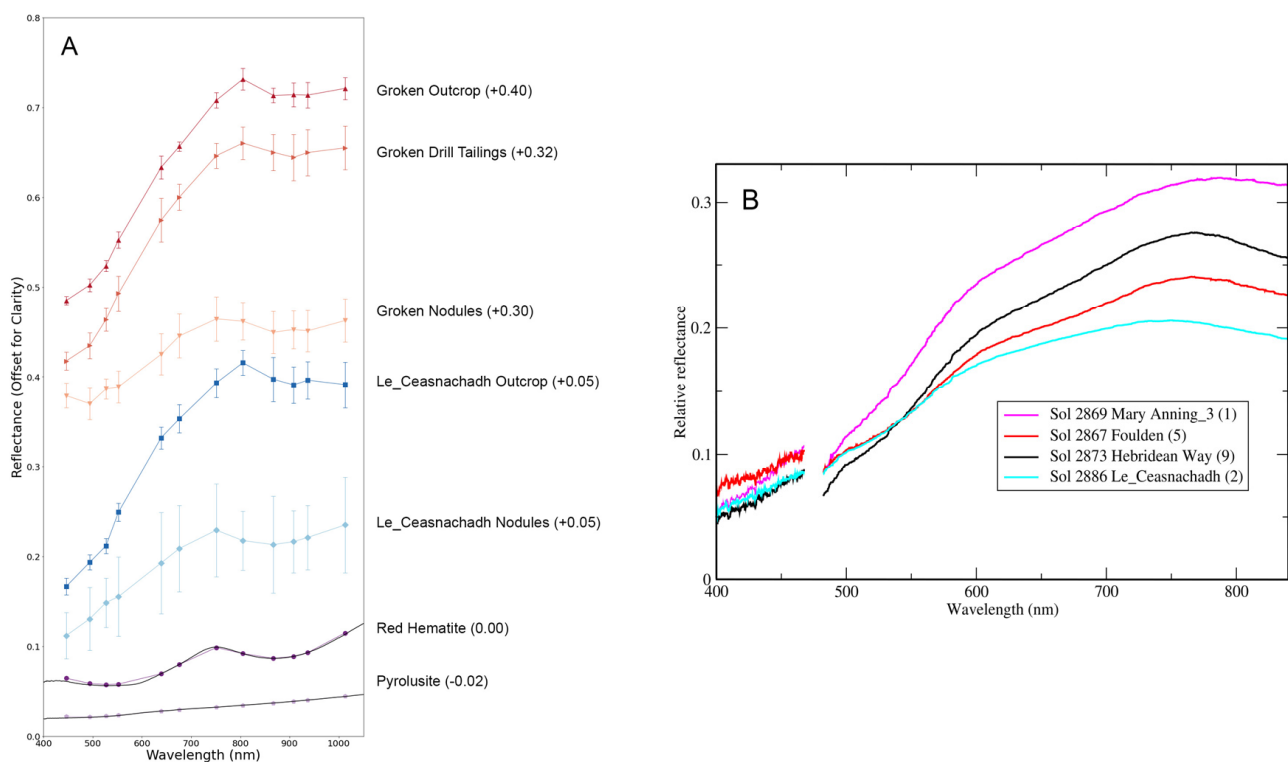 A
0.8
0.7
0.6
0.5
0.4
0.3
0.2
0.1
0.0
Reflectance (Offset for Clarity)
400 500 600 700 800 900 1000
Wavelength (nm)
Groken Outcrop (+0.40)
Groken Drill Tailings (+0.32)
Groken Nodules (+0.30)
Le_Ceasnachadh Outcrop (+0.05)
Le_Ceasnachadh Nodules (+0.05)
Red Hematite (0.00)
Pyrolusite (-0.02)
B
0.3
0.2
0.1
0
Relative reflectance
Sol 2869 Mary Anning_3 (1)
Sol 2867 Foulden (5)
Sol 2873 Hebridean Way (9)
Sol 2886 Le_Ceasnachadh (2)
400 500 600 700 800
Wavelength (nm)